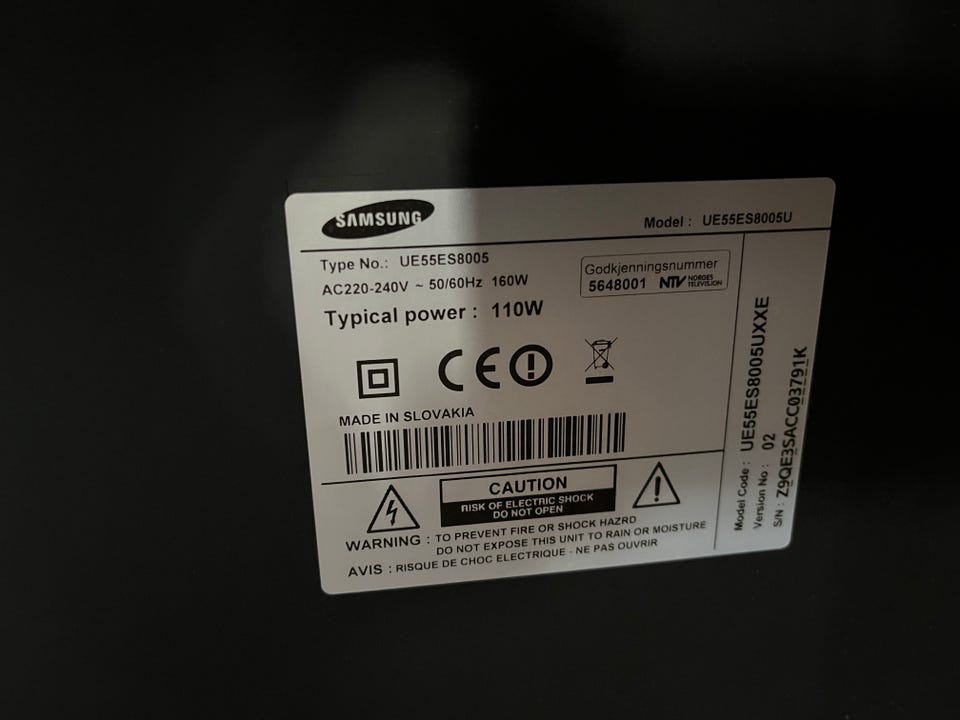 SAMSUNG
Model : UE55ES8005U
Type No.: UE55ES8005
AC220-240V ~ 50/60Hz 160W
Typical power : 110W
Godkjenningsnummer
5648001 NTV NORGES TELEVISION
CE
MADE IN SLOVAKIA
CAUTION
RISK OF ELECTRIC SHOCK
DO NOT OPEN
WARNING : TO PREVENT FIRE OR SHOCK HAZRD
DO NOT EXPOSE THIS UNIT TO RAIN OR MOISTURE
AVIS : RISQUE DE CHOC ELECTRIQUE - NE PAS OUVRIR
Model Code : UE55ES8005UXXE
Version No : 02
S/N : Z9QE3SACC03791K